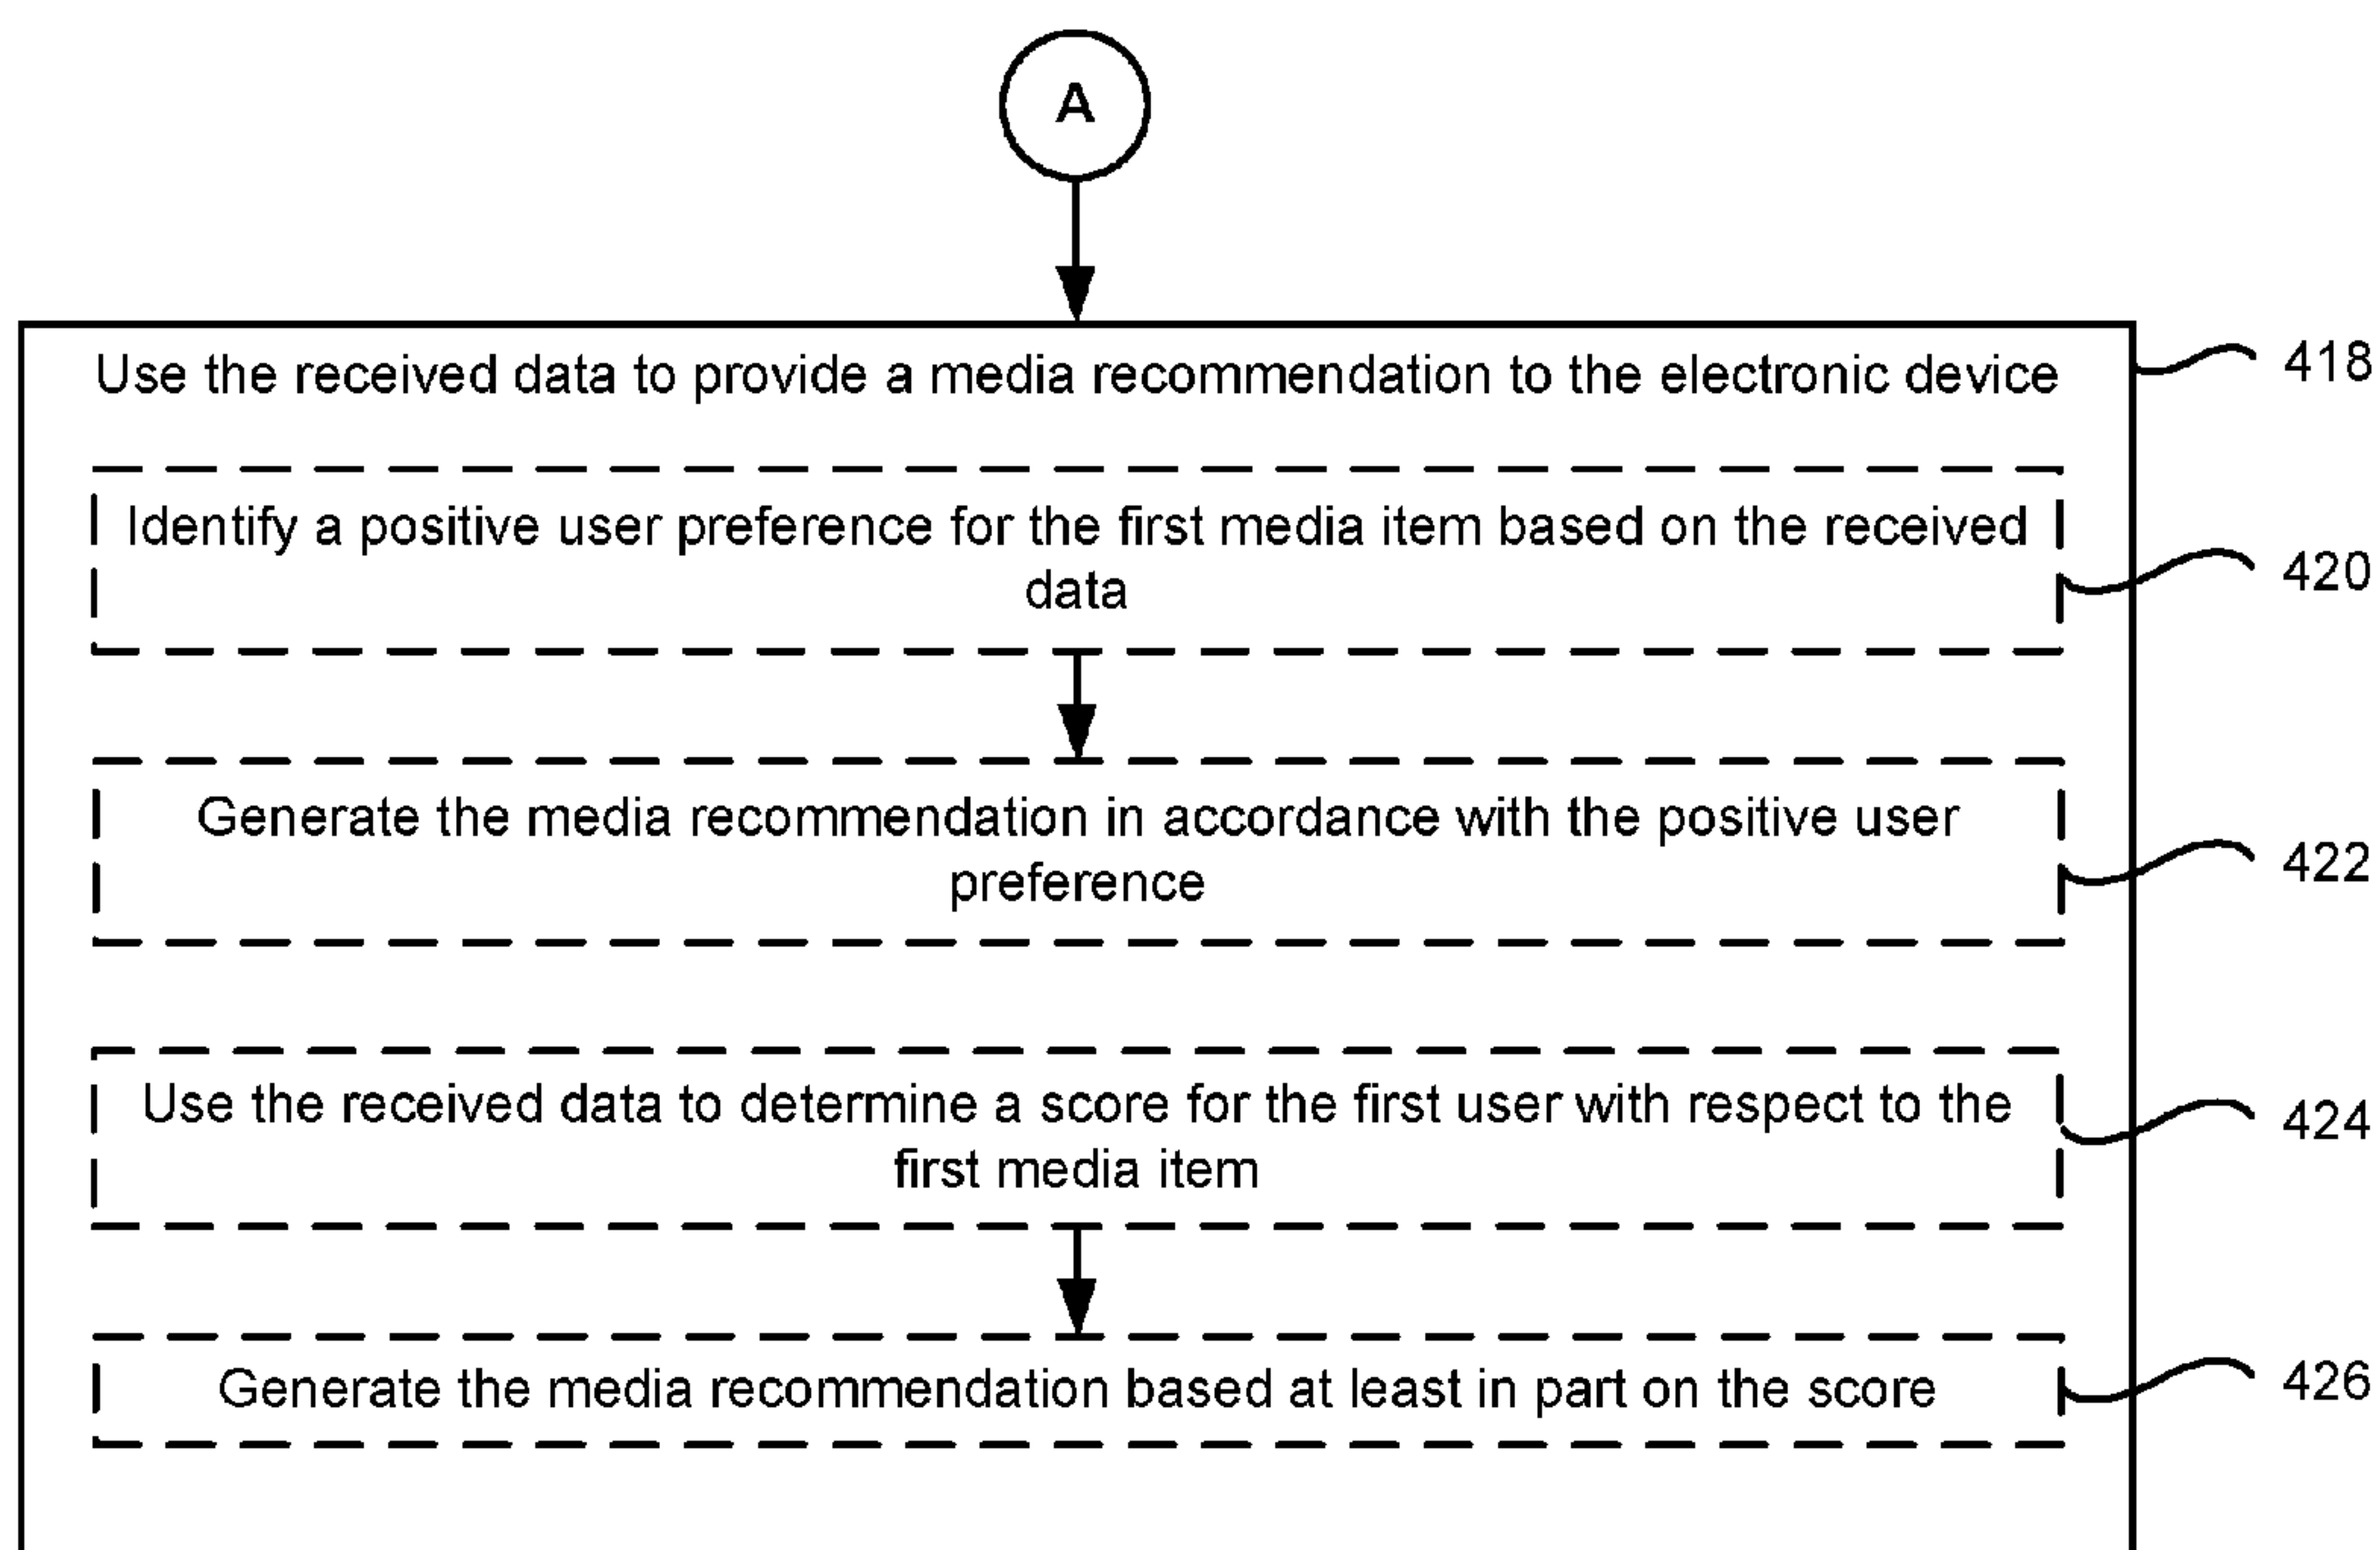 A
Use the received data to provide a media recommendation to the electronic device
418
Identify a positive user preference for the first media item based on the received
data
420
Generate the media recommendation in accordance with the positive user
preference
422
Use the received data to determine a score for the first user with respect to the
first media item
424
Generate the media recommendation based at least in part on the score
426